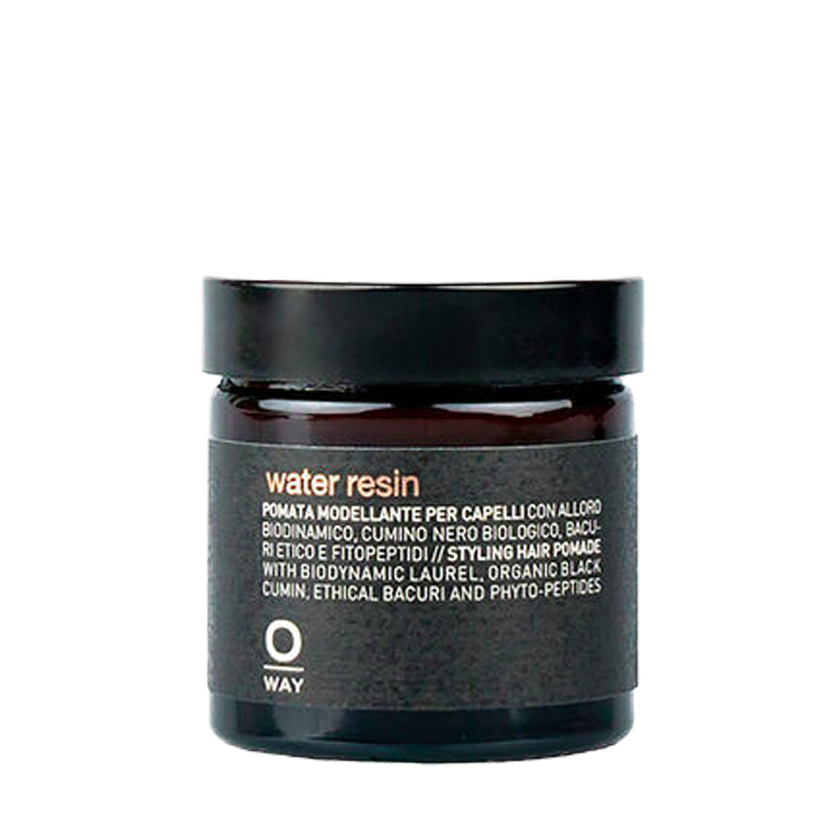 water resin
POMATA MODELLANTE PER CAPELLI CON ALLORO
BIODINAMICO, CUMINO NERO BIOLOGICO, BACU-
RI ETICO E FITOPEPTIDI // STYLING HAIR POMADE
WITH BIODYNAMIC LAUREL, ORGANIC BLACK
CUMIN, ETHICAL BACURI AND PHYTO-PEPTIDES
O
WAY